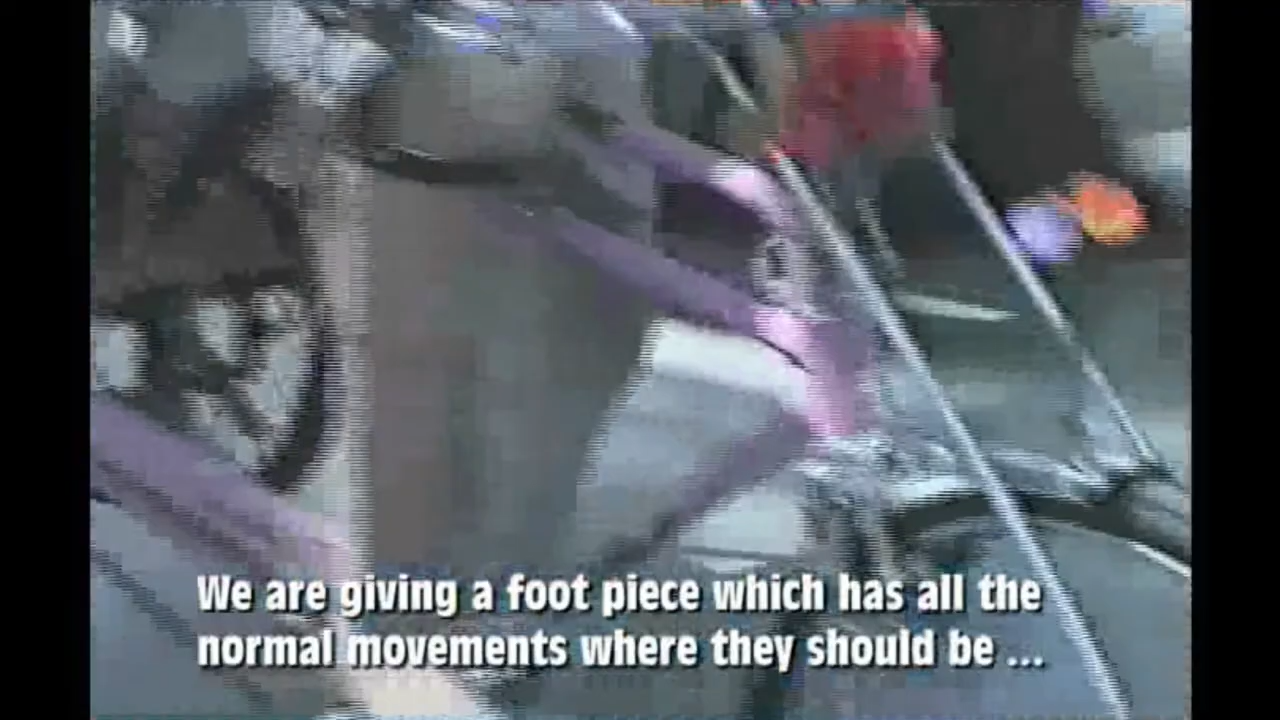 We are giving a foot piece which has all the
normal movements where they should be ...